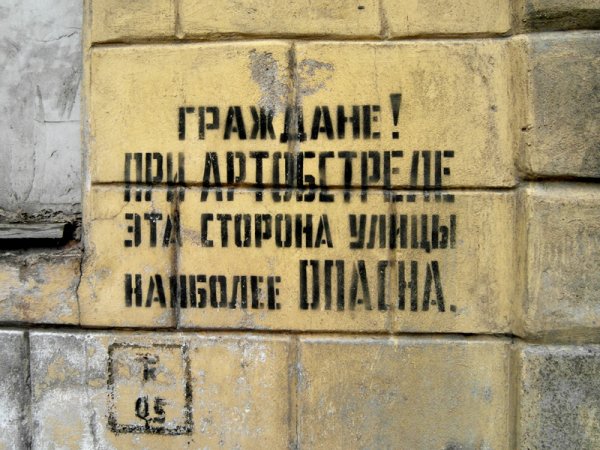 ГРАЖДАНЕ!
ПРИ АРТОБСТРЕЛЕ
ЭТА СТОРОНА УЛИЦЫ
НАИБОЛЕЕ ОПАСНА.